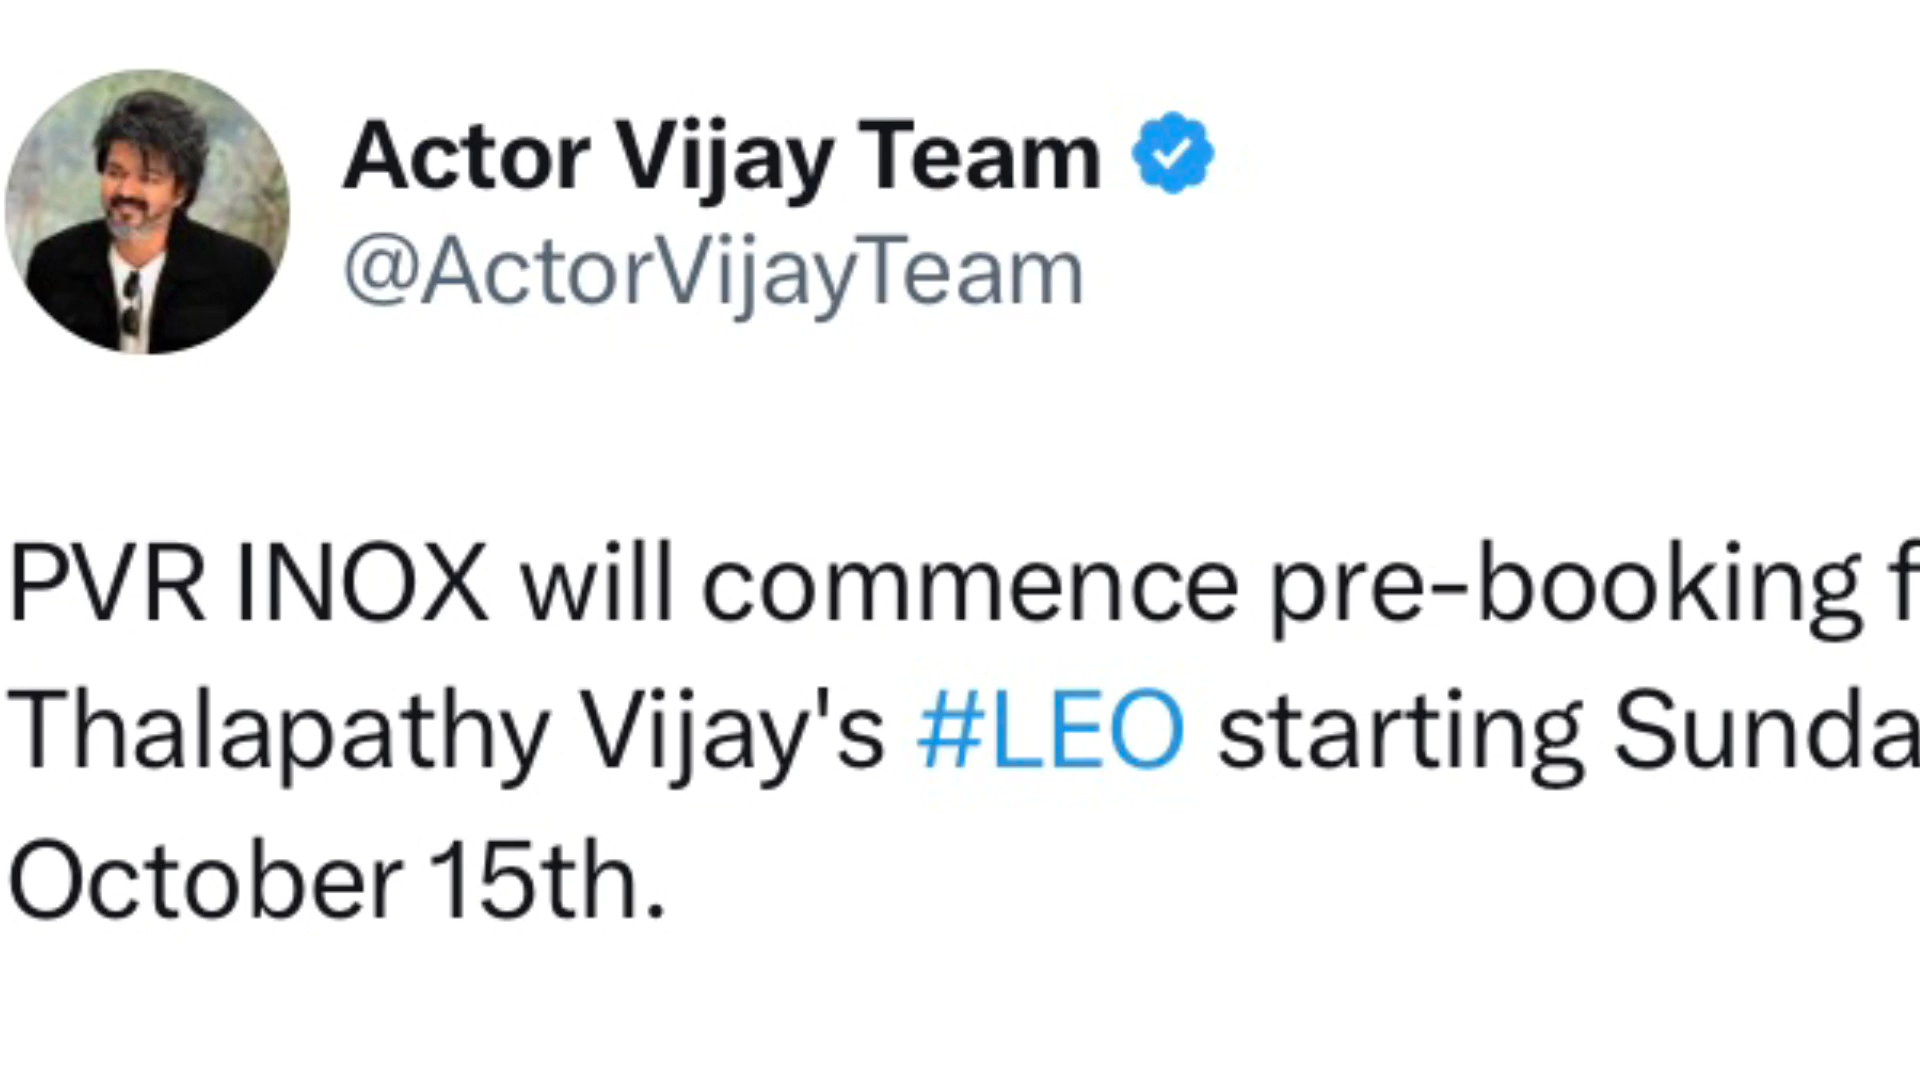 Actor Vijay Team
@ActorVijayTeam
PVR INOX will commence pre-booking f
Thalapathy Vijay's #LEO starting Sunda
October 15th.